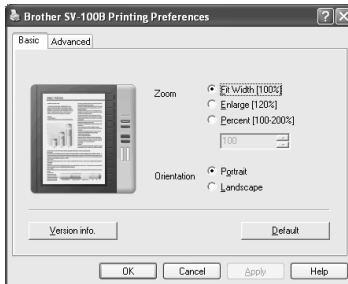 Brother SV-100B Printing Preferences
Basic Advanced
Zoom
Fit Width [100%]
Enlarge [120%]
Percent [100-200%]
100
Orientation
Portrait
Landscape
Version info. Default
OK Cancel Apply Help